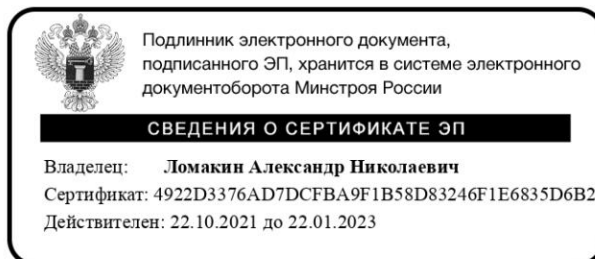 Подлинник электронного документа,
подписанного ЭП, хранится в системе электронного
документоборота Минстроя России
СВЕДЕНИЯ О СЕРТИФИКАТЕ ЭП
Владелец: Ломакин Александр Николаевич
Сертификат: 4922D3376AD7DCFBA9F1B58D83246F1E6835D6B2
Действителен: 22.10.2021 до 22.01.2023